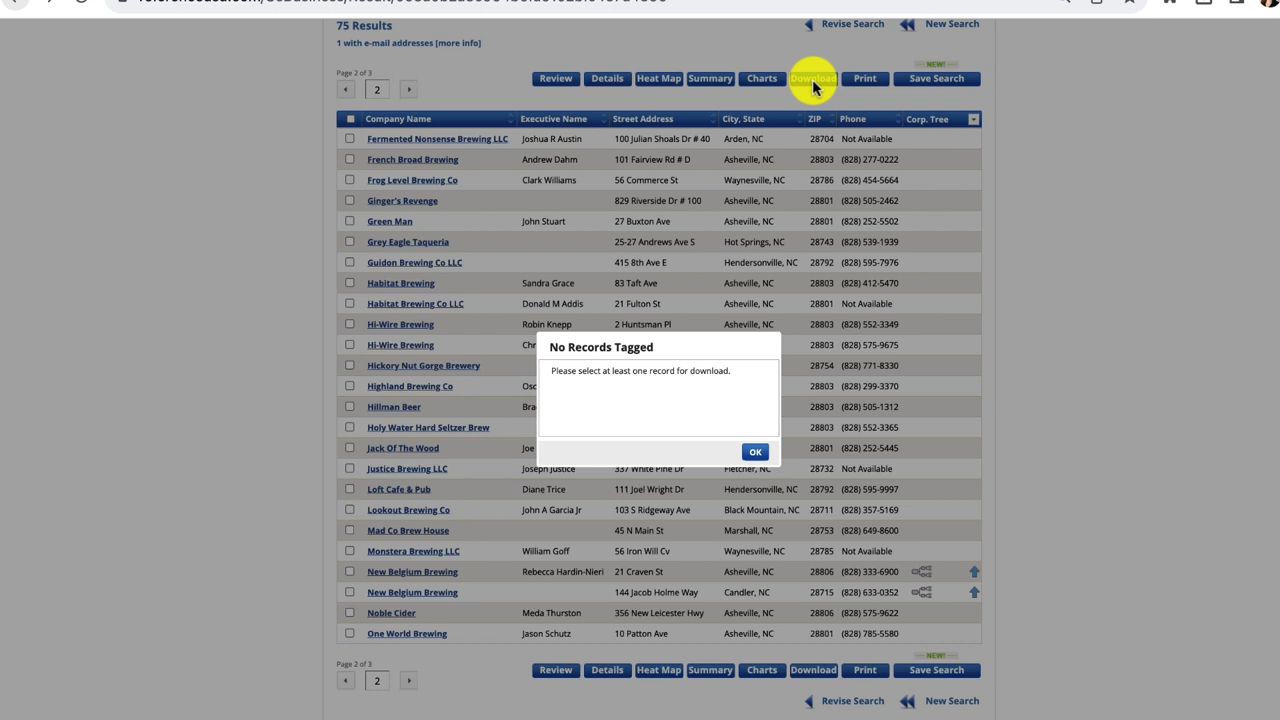 75 Results
Revise Search
New Search
1 with e-mail addresses [more info]
NEW!
Page 2 of 3
Review Details Heat Map Summary Charts Download Print Save Search
2
Company Name Executive Name Street Address City, State ZIP Phone Corp. Tree
Fermented Nonsense Brewing LLC Joshua R Austin 100 Julian Shoals Dr # 40 Arden, NC 28704 Not Available
French Broad Brewing Andrew Dahm 101 Fairview Rd # D Asheville, NC 28803 (828) 277-0222
Frog Level Brewing Co Clark Williams 56 Commerce St Waynesville, NC 28786 (828) 454-5664
Ginger's Revenge 829 Riverside Dr # 100 Asheville, NC 28801 (828) 505-2462
Green Man John Stuart 27 Buxton Ave Asheville, NC 28801 (828) 252-5502
Grey Eagle Taqueria 25-27 Andrews Ave S Hot Springs, NC 28743 (828) 539-1939
Guidon Brewing Co LLC 415 8th Ave E Hendersonville, NC 28792 (828) 595-7976
Habitat Brewing Sandra Grace 83 Taft Ave Asheville, NC 28803 (828) 412-5470
Habitat Brewing Co LLC Donald M Addis 21 Fulton St Asheville, NC 28801 Not Available
Hi-Wire Brewing Robin Knepp 2 Huntsman Pl Asheville, NC 28803 (828) 552-3349
Hi-Wire Brewing Chr 28803 (828) 575-9675
Hickory Nut Gorge Brewery 28754 (828) 771-8330
Highland Brewing Co Osc 28803 (828) 299-3370
Hillman Beer Bra 28803 (828) 505-1312
Holy Water Hard Seltzer Brew 28803 (828) 552-3365
Jack Of The Wood Joe 28801 (828) 252-5445
Justice Brewing LLC Joseph Justice 337 White Pine Dr Fletcher, NC 28732 Not Available
Loft Cafe & Pub Diane Trice 111 Joel Wright Dr Hendersonville, NC 28792 (828) 595-9997
Lookout Brewing Co John A Garcia Jr 103 S Ridgeway Ave Black Mountain, NC 28711 (828) 357-5169
Mad Co Brew House 45 N Main St Marshall, NC 28753 (828) 649-8600
Monstera Brewing LLC William Goff 56 Iron Will Cv Waynesville, NC 28785 Not Available
New Belgium Brewing Rebecca Hardin-Nieri 21 Craven St Asheville, NC 28806 (828) 333-6900
New Belgium Brewing 144 Jacob Holme Way Candler, NC 28715 (828) 633-0352
Noble Cider Meda Thurston 356 New Leicester Hwy Asheville, NC 28806 (828) 575-9622
One World Brewing Jason Schutz 10 Patton Ave Asheville, NC 28801 (828) 785-5580
No Records Tagged
Please select at least one record for download.
OK
NEW!
Page 2 of 3
Review Details Heat Map Summary Charts Download Print Save Search
2
Revise Search
New Search